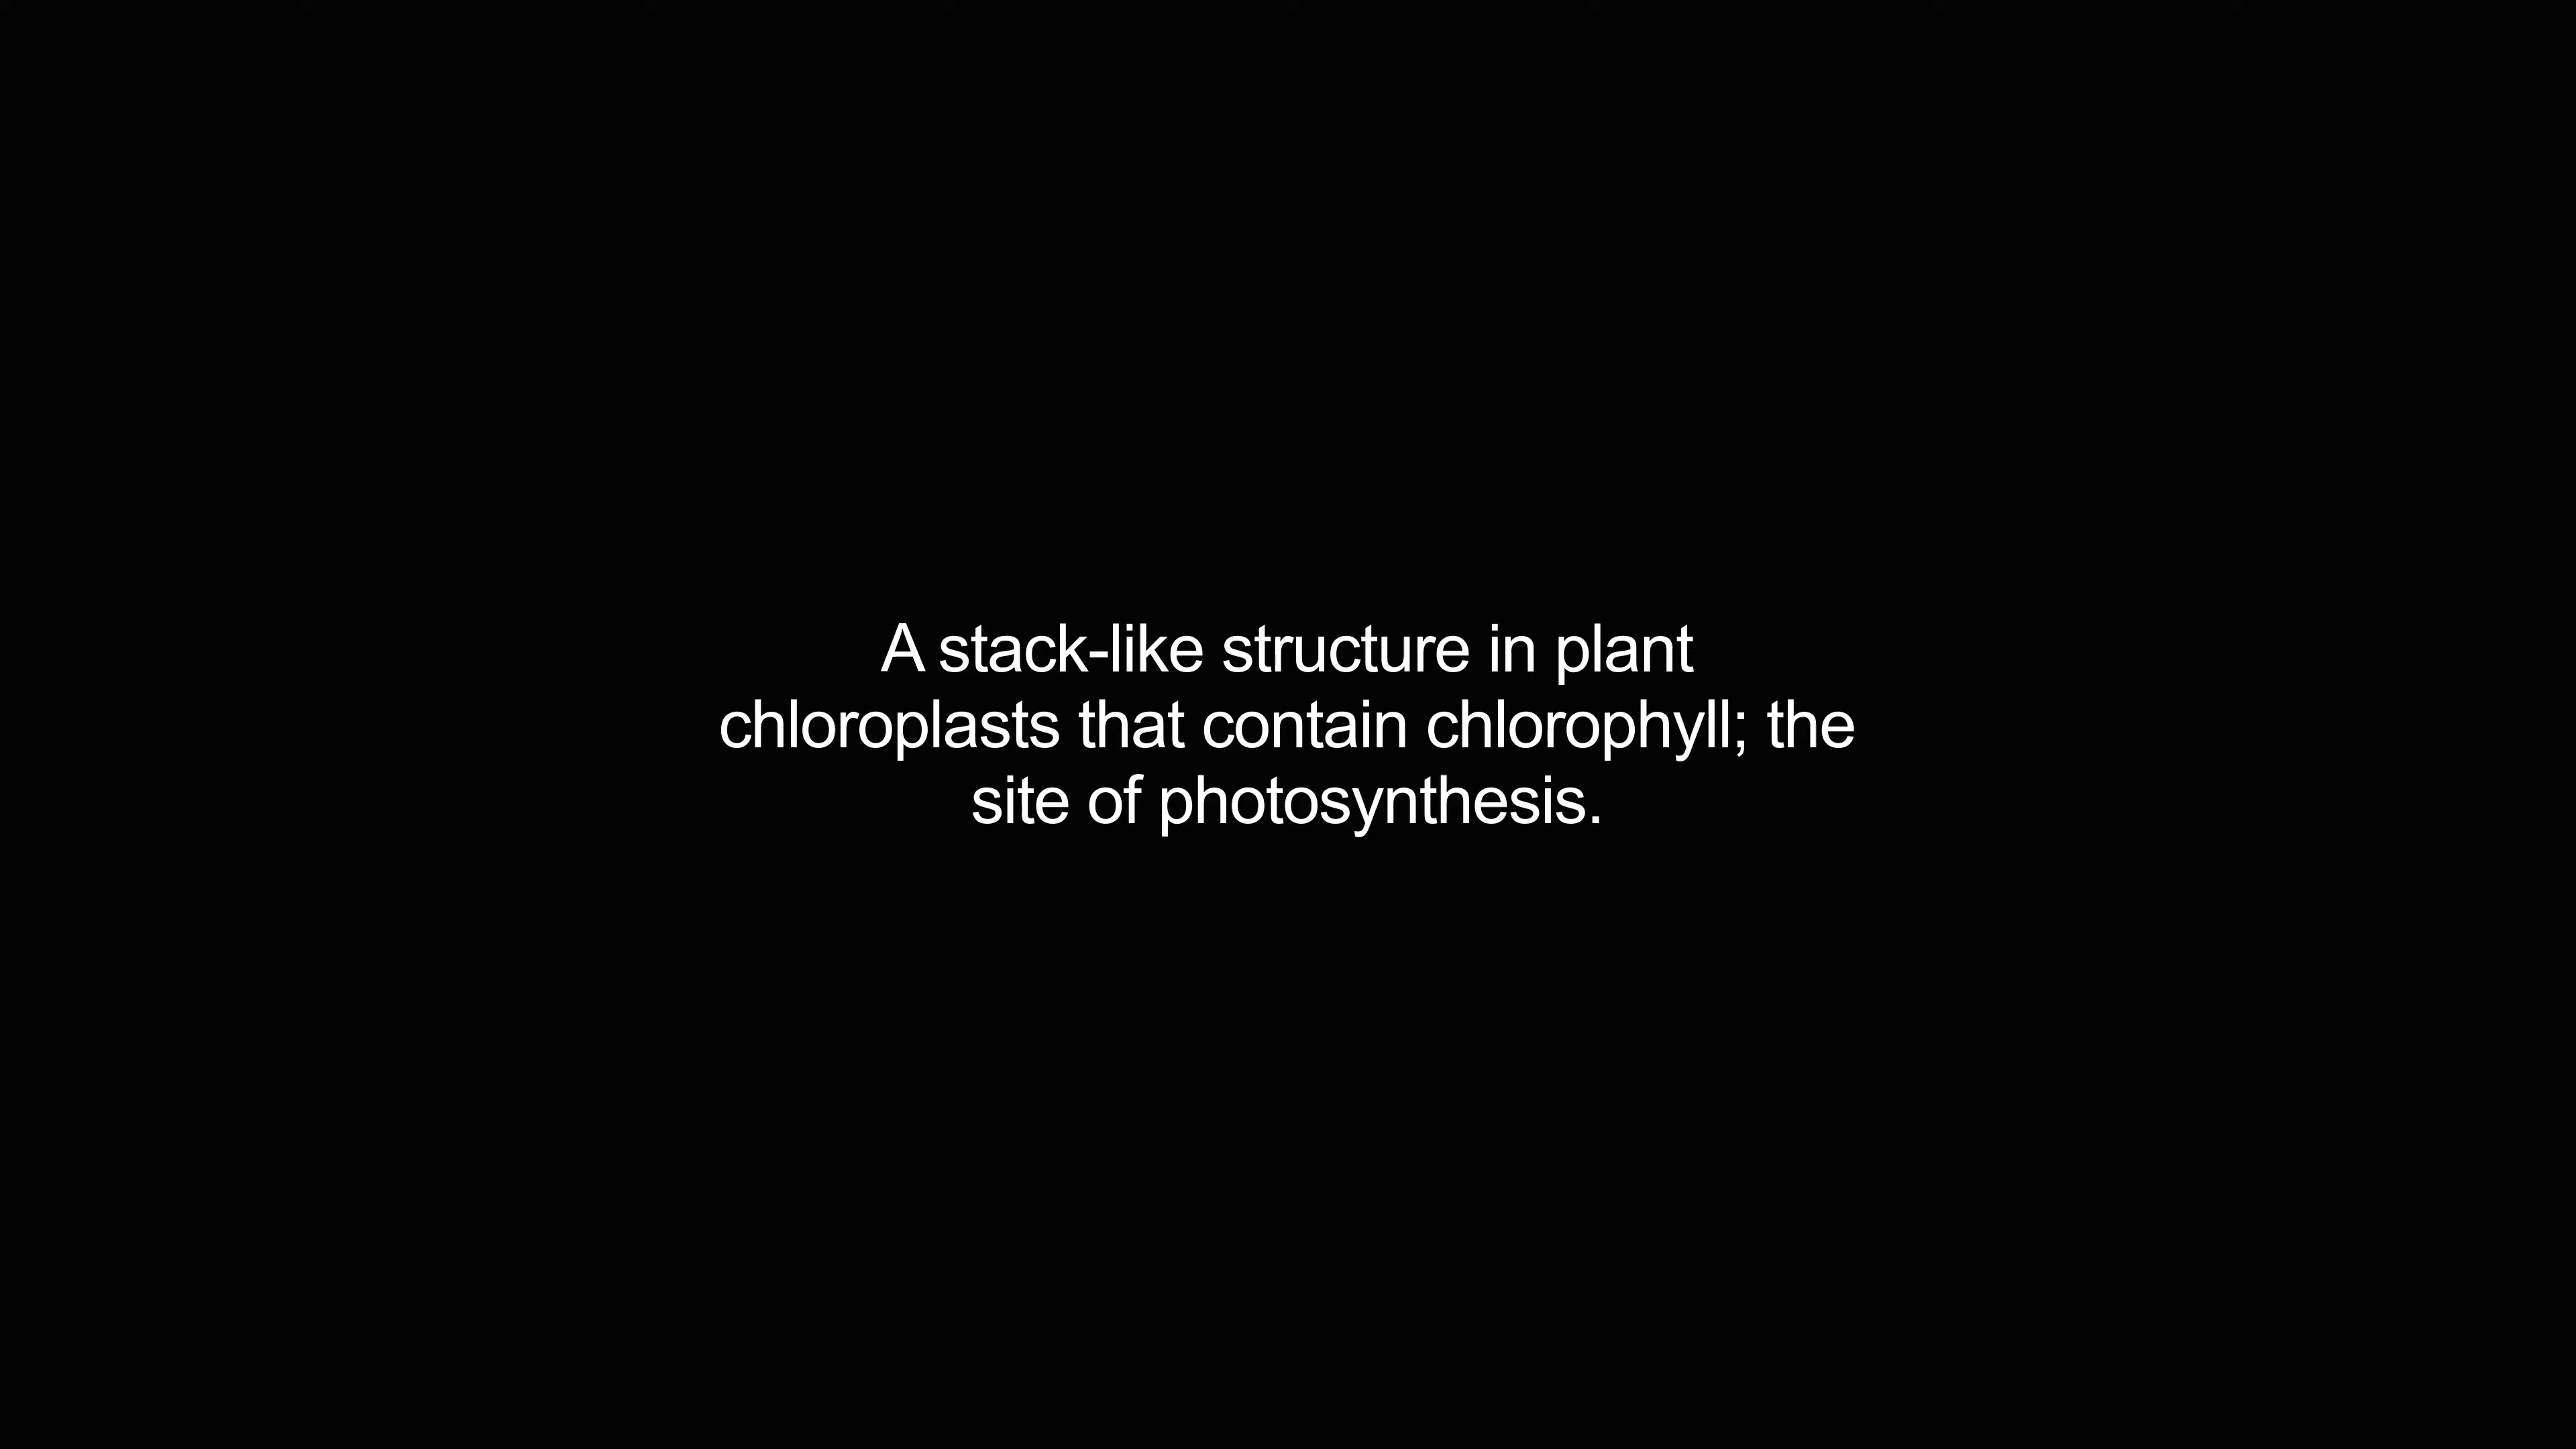 A stack-like structure in plant
chloroplasts that contain chlorophyll; the
site of photosynthesis.